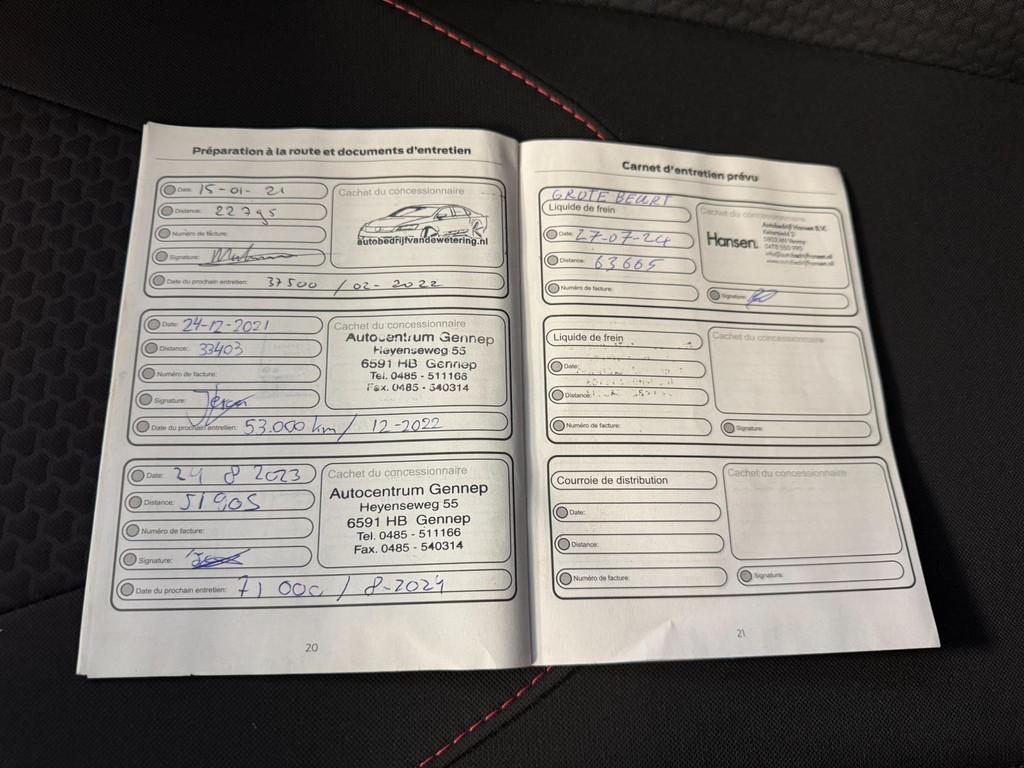 Préparation à la route et documents d'entretien
Date: 15-01-21
Distance: 22795
Numéro de facture:
Signature:
Date du prochain entretien: 37500 / 02-2022
Cachet du concessionnaire
autobedrijfvandewetering.nl
Date: 24-12-2021
Distance: 33403
Numéro de facture:
Signature:
Date du prochain entretien: 53.000 km / 12-2022
Cachet du concessionnaire
Autocentrum Gennep
Heyenseweg 55
6591 HB Gennep
Tel. 0485 - 511166
Fax. 0485 - 540314
Date: 24 8 2023
Distance: 51905
Numéro de facture:
Signature:
Date du prochain entretien: 71 000 / 8-2024
Cachet du concessionnaire
Autocentrum Gennep
Heyenseweg 55
6591 HB Gennep
Tel. 0485 - 511166
Fax. 0485 - 540314
20
Carnet d'entretien prévu
GROTE BEURT
Liquide de frein
Date: 27-07-24
Distance: 63665
Numéro de facture:
Cachet du concessionnaire
Hansen.
Autobedrijf Hansen B.V.
Signature:
Liquide de frein
Date:
Distance:
Numéro de facture:
Cachet du concessionnaire
Signature:
Courroie de distribution
Date:
Distance:
Numéro de facture:
Cachet du concessionnaire
Signature:
21